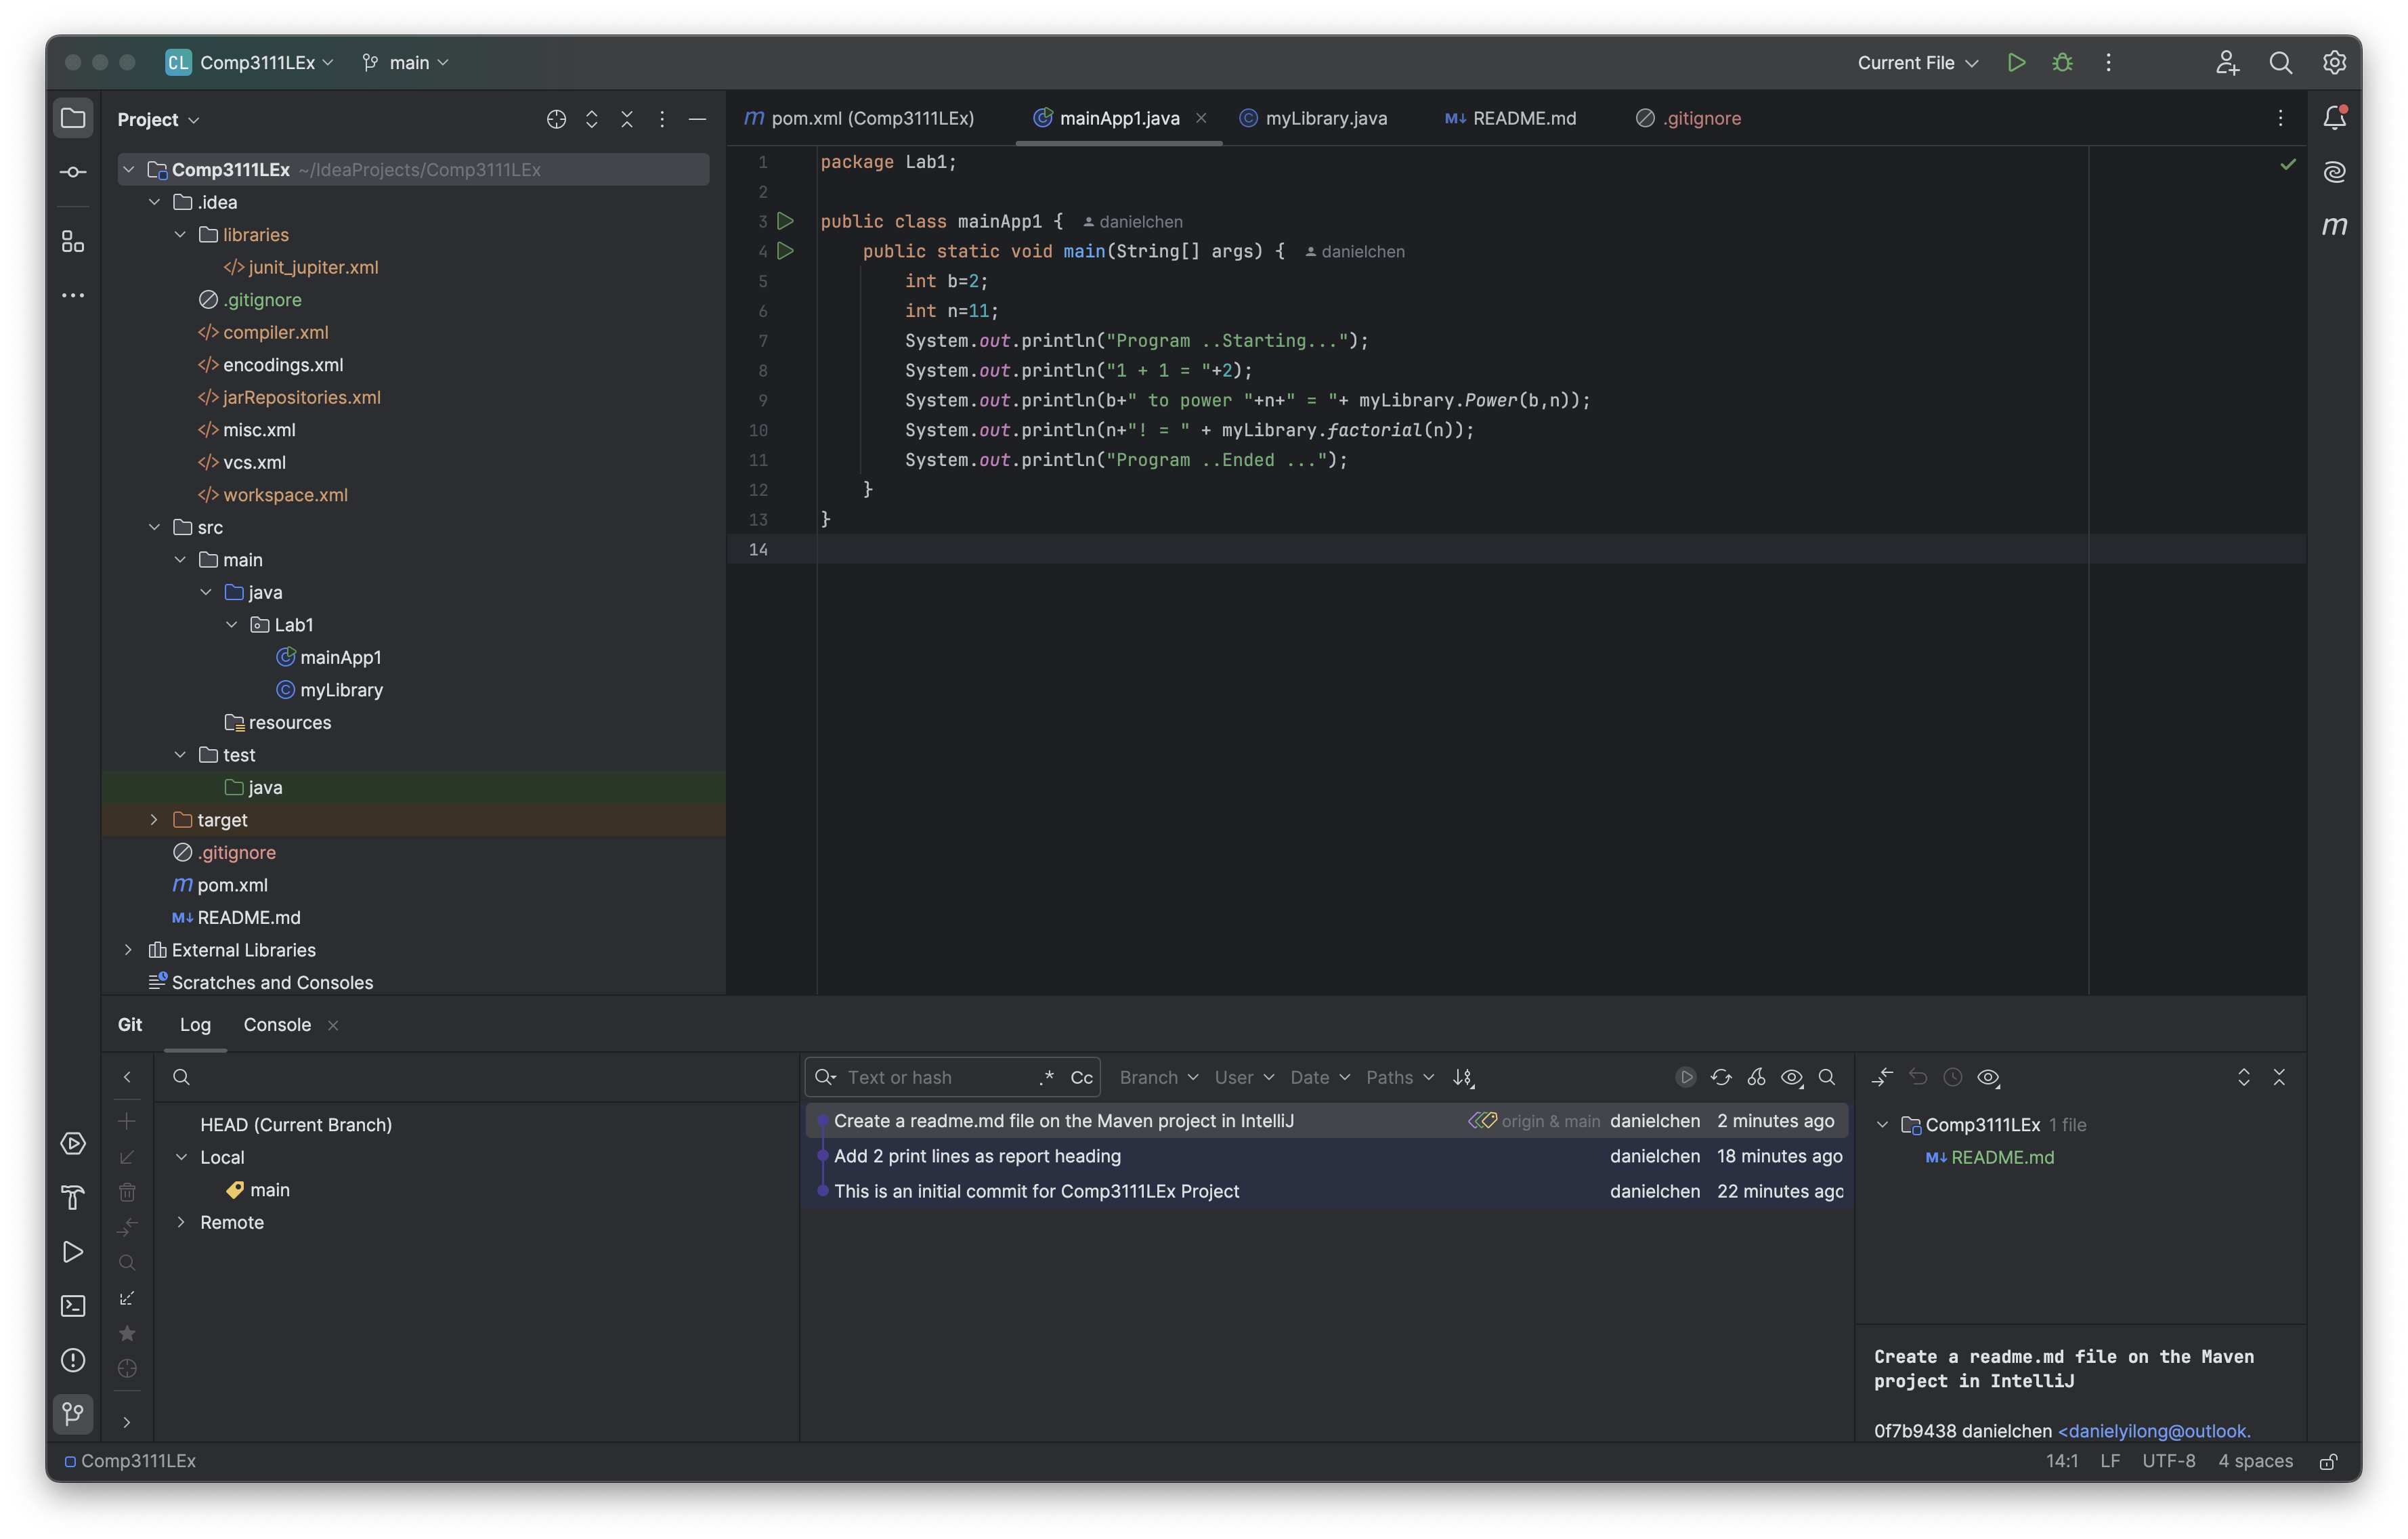 CL Comp3111LEx main Current File
Project
Comp3111LEx ~/IdeaProjects/Comp3111LEx
.idea
libraries
</> junit_jupiter.xml
.gitignore
</> compiler.xml
</> encodings.xml
</> jarRepositories.xml
</> misc.xml
</> vcs.xml
</> workspace.xml
src
main
java
Lab1
mainApp1
myLibrary
resources
test
java
target
.gitignore
m pom.xml
M↓ README.md
External Libraries
Scratches and Consoles
m pom.xml (Comp3111LEx) mainApp1.java myLibrary.java M↓ README.md .gitignore
m
1 package Lab1;
2
3 public class mainApp1 { danielchen
4 public static void main(String[] args) { danielchen
5 int b=2;
6 int n=11;
7 System.out.println("Program ..Starting...");
8 System.out.println("1 + 1 = "+2);
9 System.out.println(b+" to power "+n+" = "+ myLibrary.Power(b,n));
10 System.out.println(n+"! = " + myLibrary.factorial(n));
11 System.out.println("Program ..Ended ...");
12 }
13 }
14
Git Log Console
HEAD (Current Branch)
Local
main
Remote
Text or hash .* Cc Branch User Date Paths
Create a readme.md file on the Maven project in IntelliJ origin & main danielchen 2 minutes ago
Add 2 print lines as report heading danielchen 18 minutes ago
This is an initial commit for Comp3111LEx Project danielchen 22 minutes ago
Comp3111LEx 1 file
M↓ README.md
Create a readme.md file on the Maven
project in IntelliJ
0f7b9438 danielchen <danielyilong@outlook.
Comp3111LEx 14:1 LF UTF-8 4 spaces